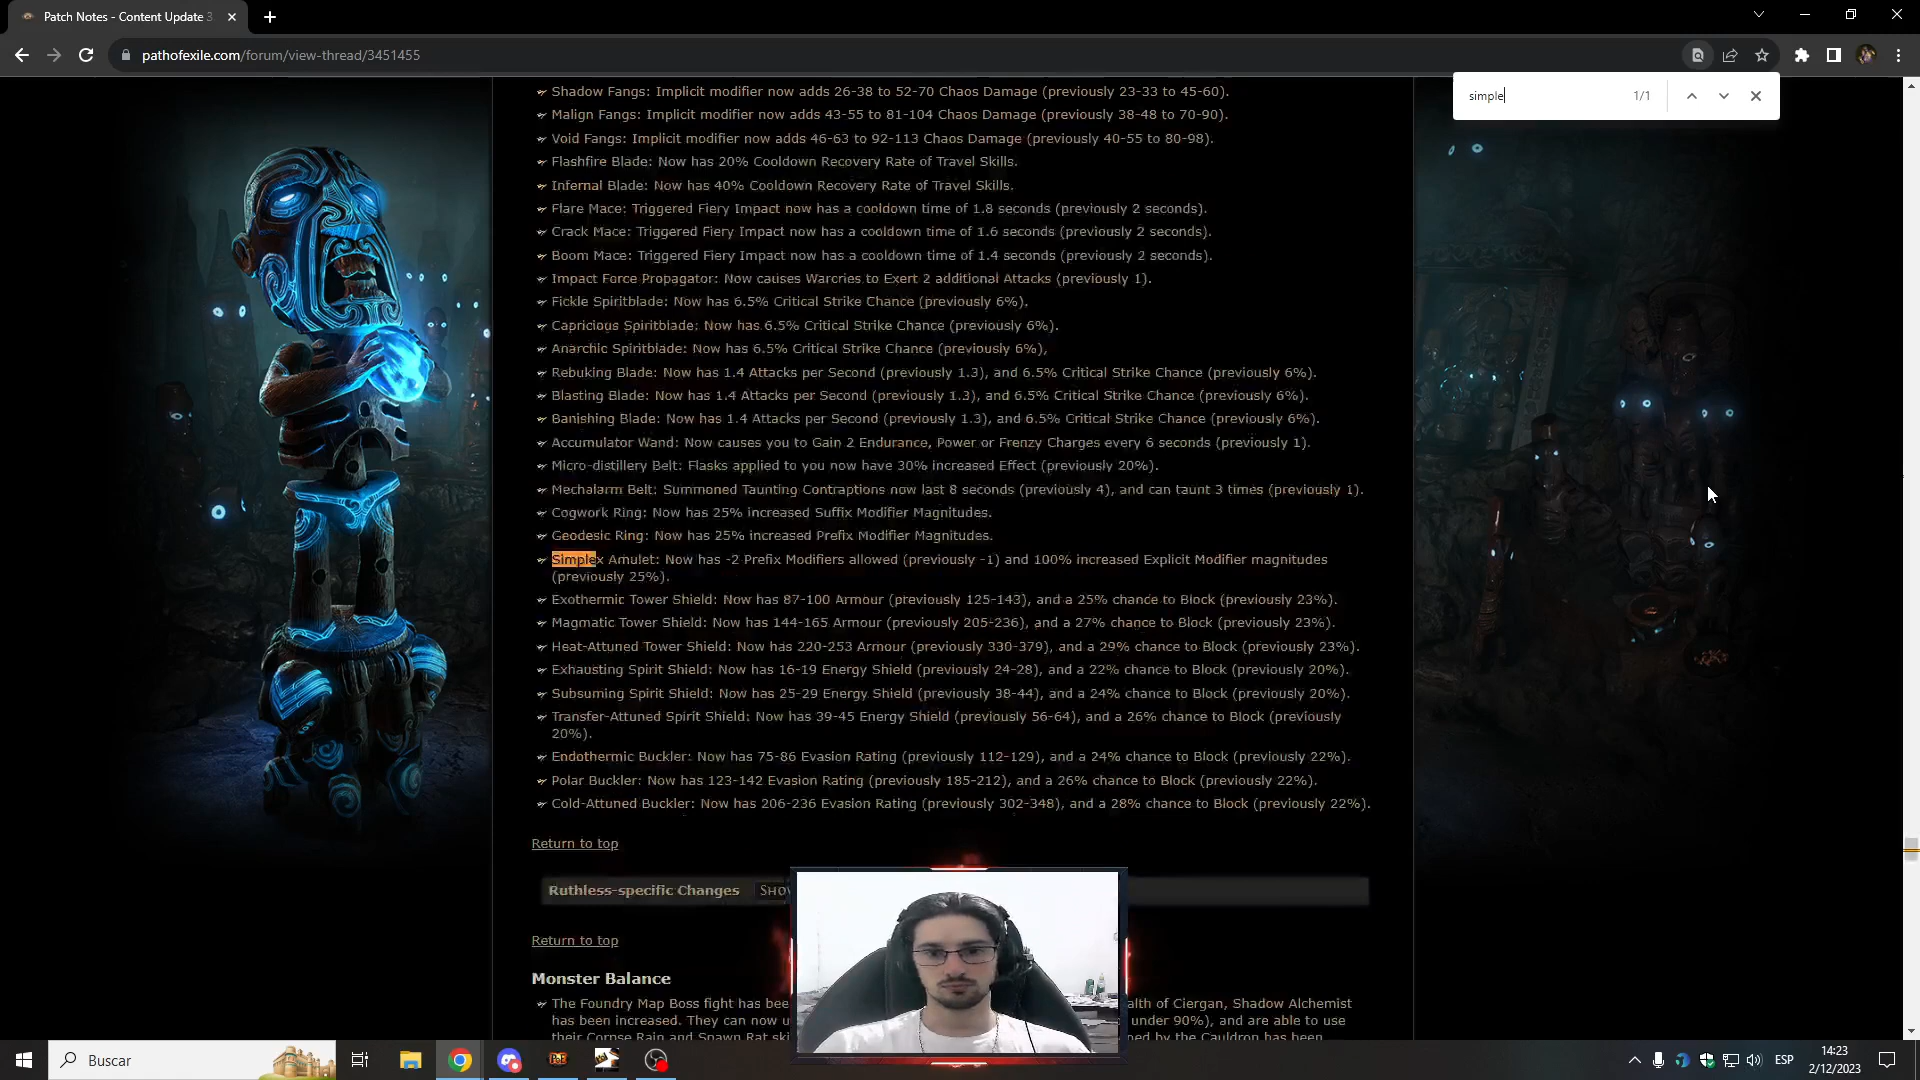 Patch Notes - Content Update 3
pathofexile.com/forum/view-thread/3451455
simple 1/1
Shadow Fangs: Implicit modifier now adds 26-38 to 52-70 Chaos Damage (previously 23-33 to 45-60).
Malign Fangs: Implicit modifier now adds 43-55 to 81-104 Chaos Damage (previously 38-48 to 70-90).
Void Fangs: Implicit modifier now adds 46-63 to 92-113 Chaos Damage (previously 40-55 to 80-98).
Flashfire Blade: Now has 20% Cooldown Recovery Rate of Travel Skills.
Infernal Blade: Now has 40% Cooldown Recovery Rate of Travel Skills.
Flare Mace: Triggered Fiery Impact now has a cooldown time of 1.8 seconds (previously 2 seconds).
Crack Mace: Triggered Fiery Impact now has a cooldown time of 1.6 seconds (previously 2 seconds).
Boom Mace: Triggered Fiery Impact now has a cooldown time of 1.4 seconds (previously 2 seconds).
Impact Force Propagator: Now causes Warcries to Exert 2 additional Attacks (previously 1).
Fickle Spiritblade: Now has 6.5% Critical Strike Chance (previously 6%).
Capricious Spiritblade: Now has 6.5% Critical Strike Chance (previously 6%).
Anarchic Spiritblade: Now has 6.5% Critical Strike Chance (previously 6%),
Rebuking Blade: Now has 1.4 Attacks per Second (previously 1.3), and 6.5% Critical Strike Chance (previously 6%).
Blasting Blade: Now has 1.4 Attacks per Second (previously 1.3), and 6.5% Critical Strike Chance (previously 6%).
Banishing Blade: Now has 1.4 Attacks per Second (previously 1.3), and 6.5% Critical Strike Chance (previously 6%).
Accumulator Wand: Now causes you to Gain 2 Endurance, Power or Frenzy Charges every 6 seconds (previously 1).
Micro-distillery Belt: Flasks applied to you now have 30% increased Effect (previously 20%).
Mechalarm Belt: Summoned Taunting Contraptions now last 8 seconds (previously 4), and can taunt 3 times (previously 1).
Cogwork Ring: Now has 25% increased Suffix Modifier Magnitudes.
Geodesic Ring: Now has 25% increased Prefix Modifier Magnitudes.
Simplex Amulet: Now has -2 Prefix Modifiers allowed (previously -1) and 100% increased Explicit Modifier magnitudes
(previously 25%).
Exothermic Tower Shield: Now has 87-100 Armour (previously 125-143), and a 25% chance to Block (previously 23%).
Magmatic Tower Shield: Now has 144-165 Armour (previously 205-236), and a 27% chance to Block (previously 23%).
Heat-Attuned Tower Shield: Now has 220-253 Armour (previously 330-379), and a 29% chance to Block (previously 23%).
Exhausting Spirit Shield: Now has 16-19 Energy Shield (previously 24-28), and a 22% chance to Block (previously 20%).
Subsuming Spirit Shield: Now has 25-29 Energy Shield (previously 38-44), and a 24% chance to Block (previously 20%).
Transfer-Attuned Spirit Shield: Now has 39-45 Energy Shield (previously 56-64), and a 26% chance to Block (previously
20%).
Endothermic Buckler: Now has 75-86 Evasion Rating (previously 112-129), and a 24% chance to Block (previously 22%).
Polar Buckler: Now has 123-142 Evasion Rating (previously 185-212), and a 26% chance to Block (previously 22%).
Cold-Attuned Buckler: Now has 206-236 Evasion Rating (previously 302-348), and a 28% chance to Block (previously 22%).
Return to top
Ruthless-specific Changes
Return to top
Monster Balance
The Foundry Map Boss fight has bee alth of Ciergan, Shadow Alchemist
has been increased. They can now u under 90%), and are able to use
their Corpse Rain and Spawn Rat ski ned by the Cauldron has been
Buscar
PoB
ESP
14:23
2/12/2023